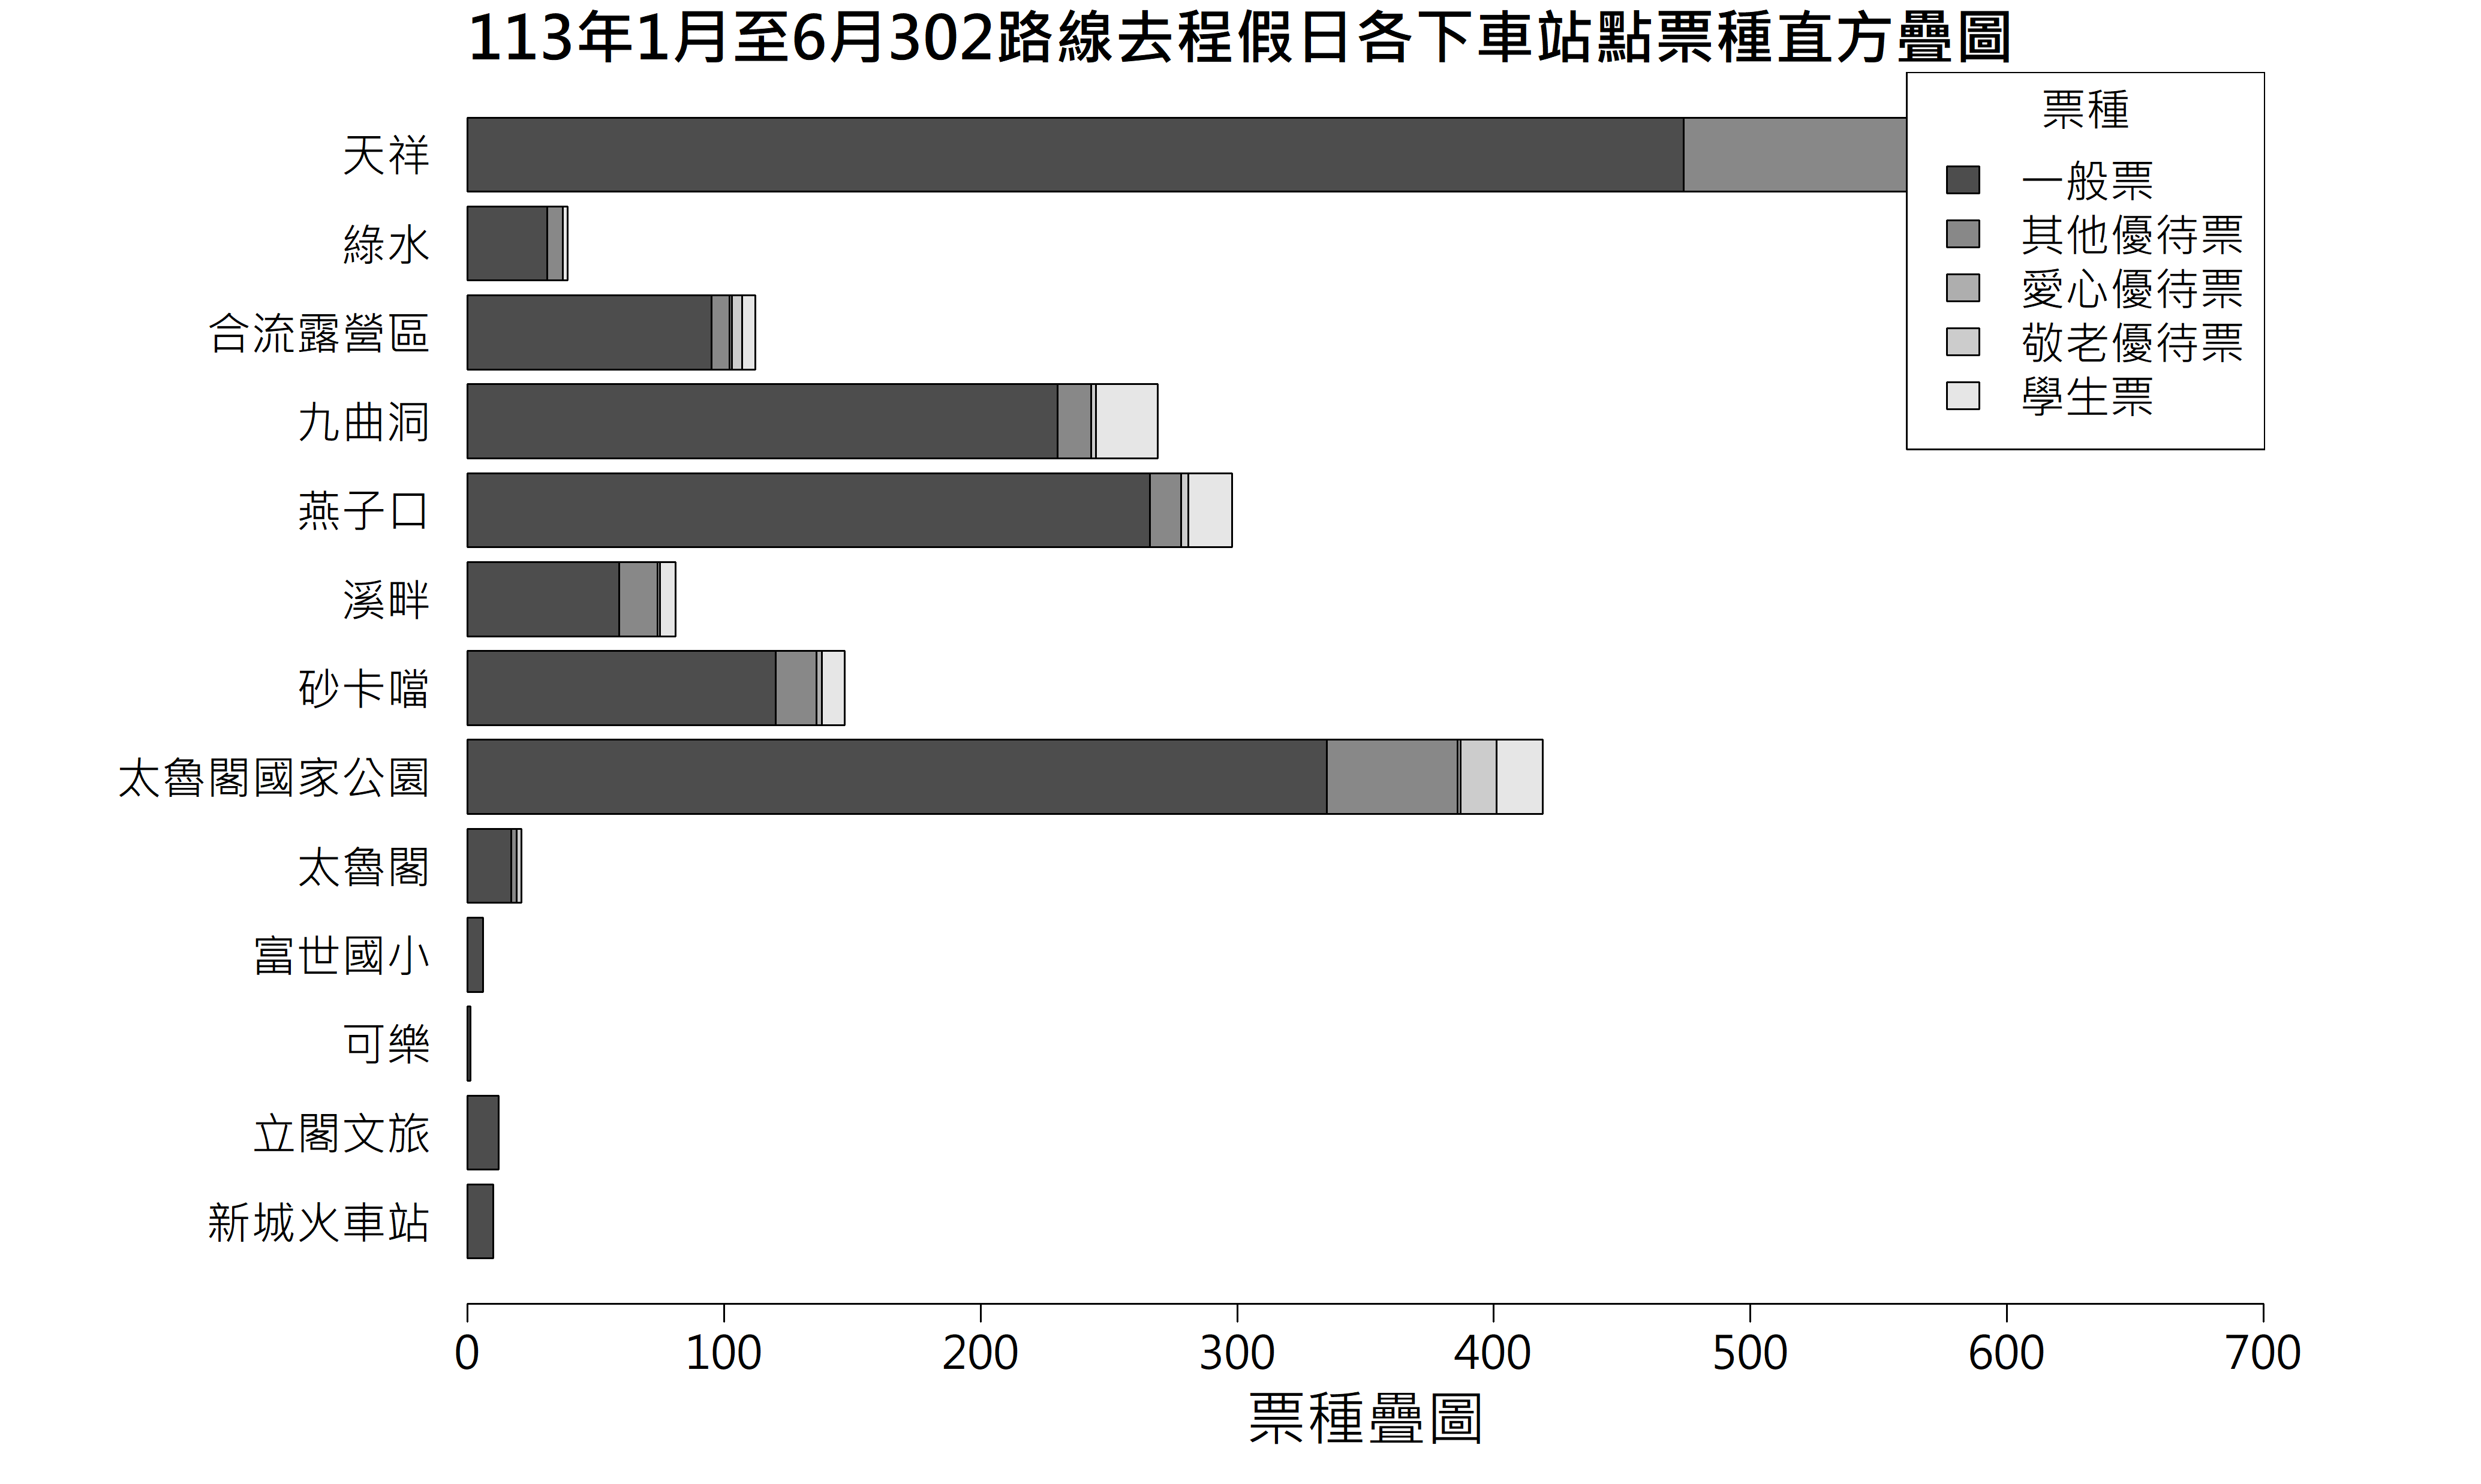 113年1月至6月302路線去程假日各下車站點票種直方疊圖
票種
一般票
其他優待票
愛心優待票
敬老優待票
學生票
天祥
綠水
合流露營區
九曲洞
燕子口
溪畔
砂卡噹
太魯閣國家公園
太魯閣
富世國小
可樂
立閣文旅
新城火車站
0 100 200 300 400 500 600 700
票種疊圖